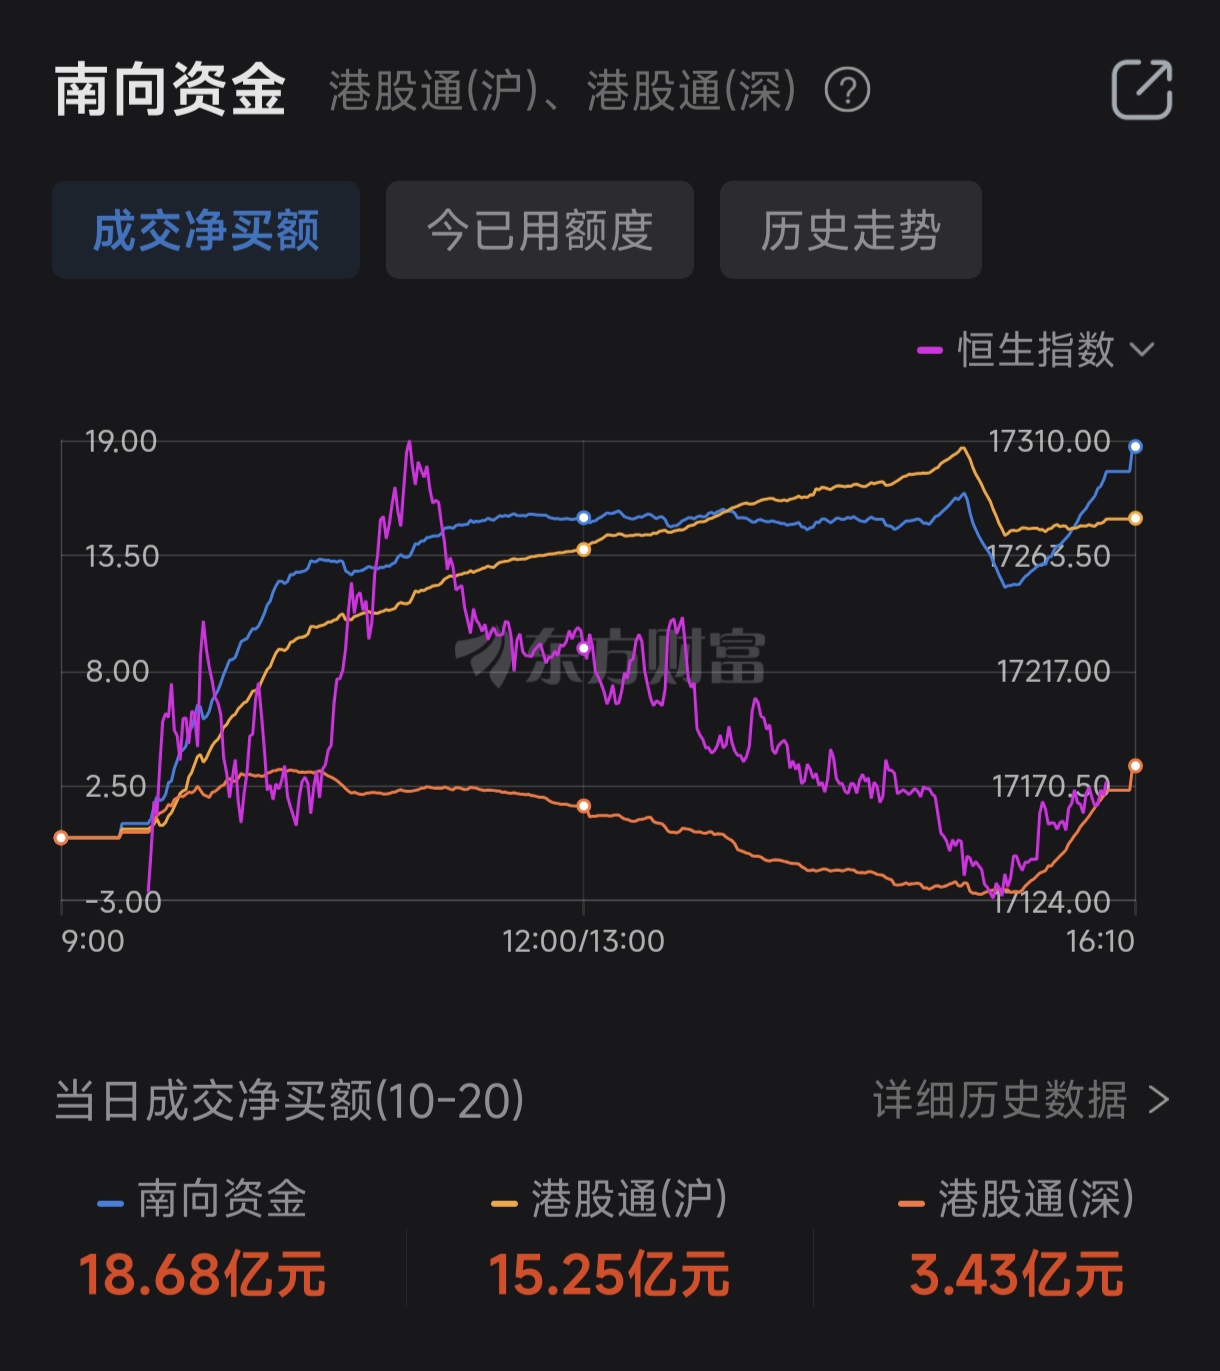 南向资金 港股通(沪)、港股通(深) ?
成交净买额 今已用额度 历史走势
恒生指数
19.00 17310.00
13.50 17263.50
8.00 东方财富 17217.00
2.50 17170.50
-3.00 17124.00
9:00 12:00/13:00 16:10
当日成交净买额(10-20) 详细历史数据
南向资金 港股通(沪) 港股通(深)
18.68亿元 15.25亿元 3.43亿元